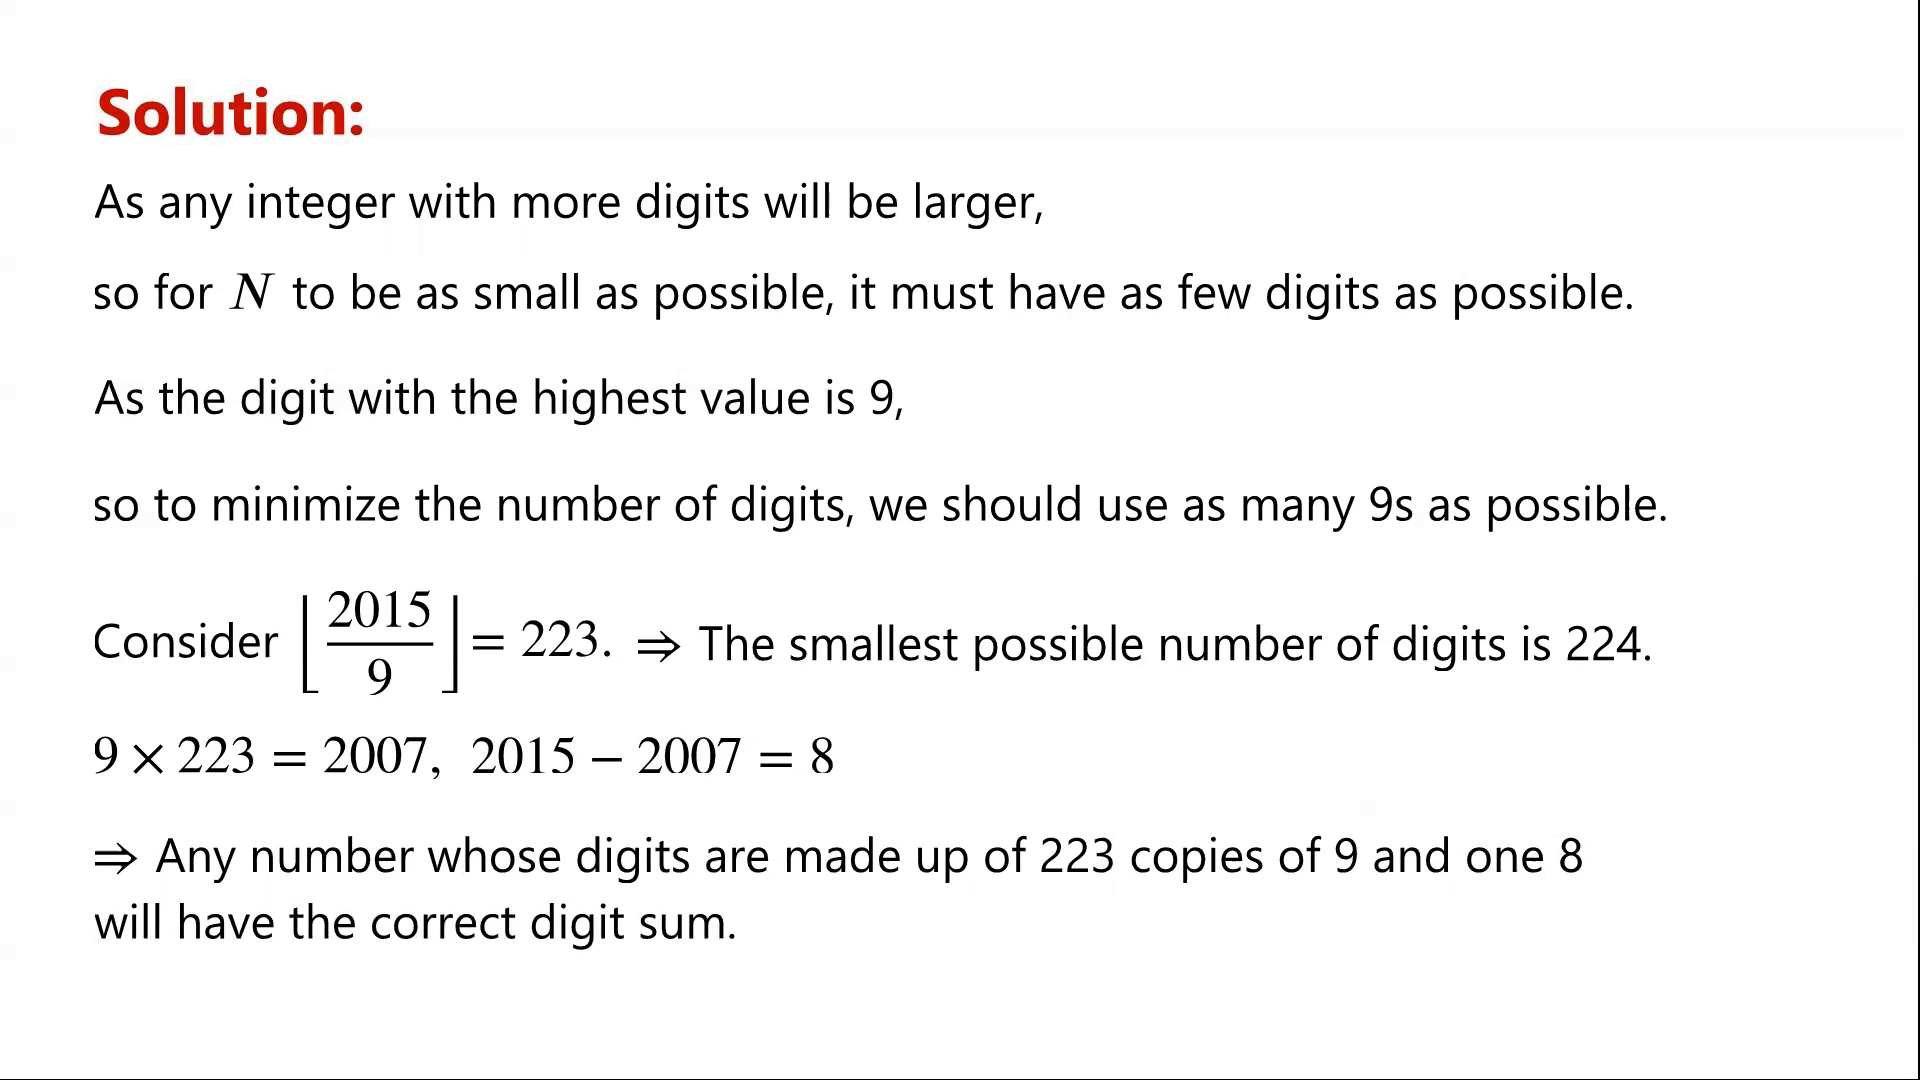 Solution:
As any integer with more digits will be larger,
so for N to be as small as possible, it must have as few digits as possible.
As the digit with the highest value is 9,
so to minimize the number of digits, we should use as many 9s as possible.
Consider ⌊2015/9⌋ = 223. ⇒ The smallest possible number of digits is 224.
9 × 223 = 2007, 2015 − 2007 = 8
⇒ Any number whose digits are made up of 223 copies of 9 and one 8
will have the correct digit sum.